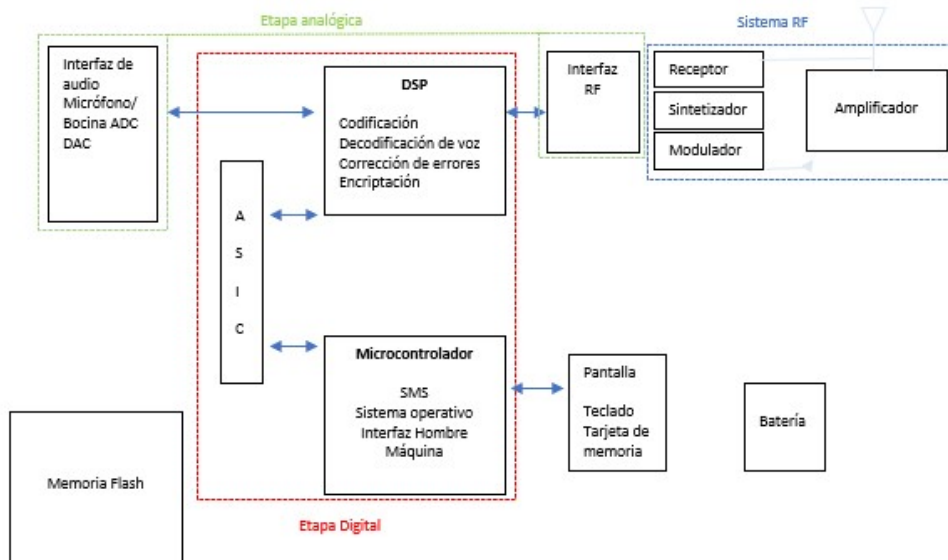 Etapa analógica
Sistema RF
Interfaz de
audio
Micrófono/
Bocina ADC
DAC
DSP
Codificación
Decodificación de voz
Corrección de errores
Encriptación
Interfaz
RF
Receptor
Sintetizador
Modulador
Amplificador
A
S
I
C
Microcontrolador
SMS
Sistema operativo
Interfaz Hombre
Máquina
Pantalla
Teclado
Tarjeta de
memoria
Batería
Memoria Flash
Etapa Digital